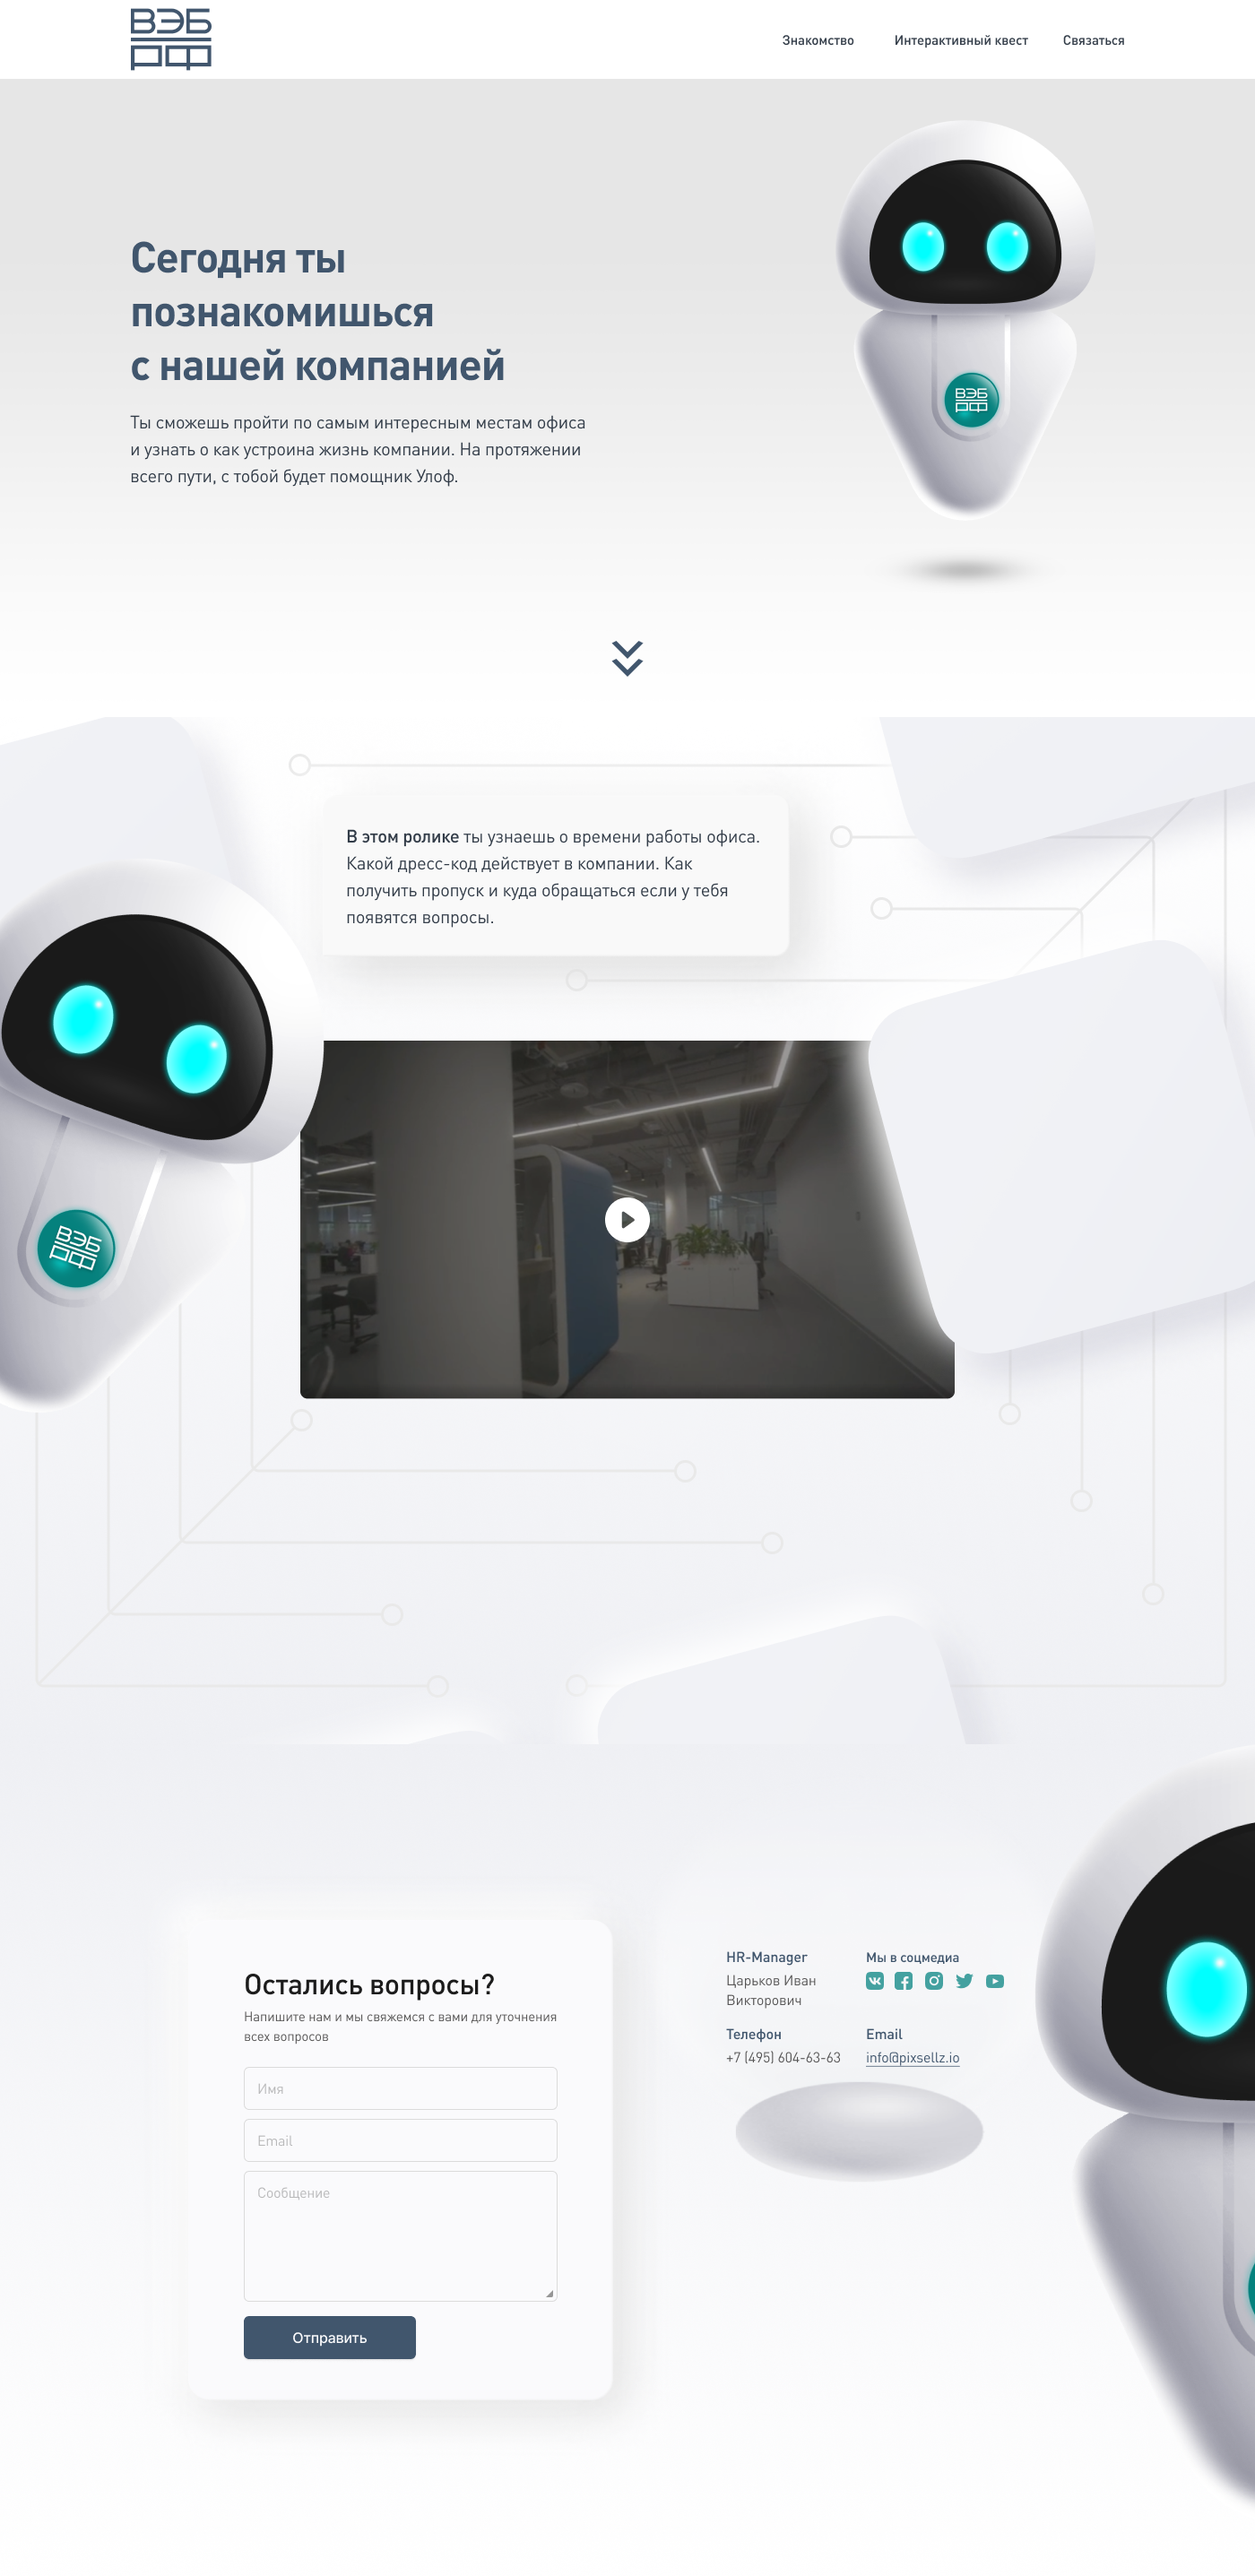 ВЭБ
РФ
Знакомство Интерактивный квест Связаться
Сегодня ты
познакомишься
с нашей компанией
Ты сможешь пройти по самым интересным местам офиса
и узнать о как устроина жизнь компании. На протяжении
всего пути, с тобой будет помощник Улоф.
ВЭБ
РФ
В этом ролике ты узнаешь о времени работы офиса.
Какой дресс-код действует в компании. Как
получить пропуск и куда обращаться если у тебя
появятся вопросы.
ВЭБ
РФ
Остались вопросы?
Напишите нам и мы свяжемся с вами для уточнения
всех вопросов
Имя
Email
Сообщение
Отправить
HR-Manager
Царьков Иван
Викторович
Мы в соцмедиа
Телефон
+7 (495) 604-63-63
Email
info@pixsellz.io